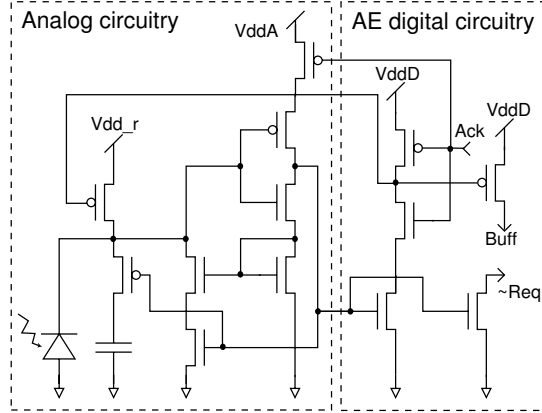 Analog circuitry
AE digital circuitry
VddA
VddD
VddD
Vdd_r
Ack
Buff
~Req